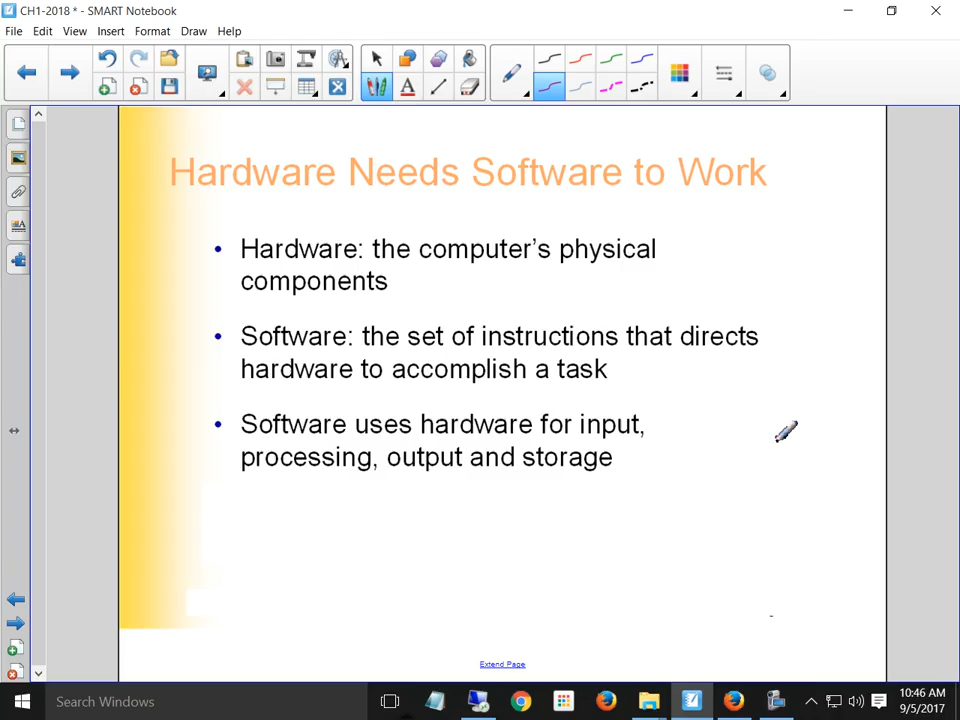 CH1-2018 * - SMART Notebook
File Edit View Insert Format Draw Help
Hardware Needs Software to Work
• Hardware: the computer’s physical
components
• Software: the set of instructions that directs
hardware to accomplish a task
• Software uses hardware for input,
processing, output and storage
Extend Page
Search Windows
10:46 AM
9/5/2017